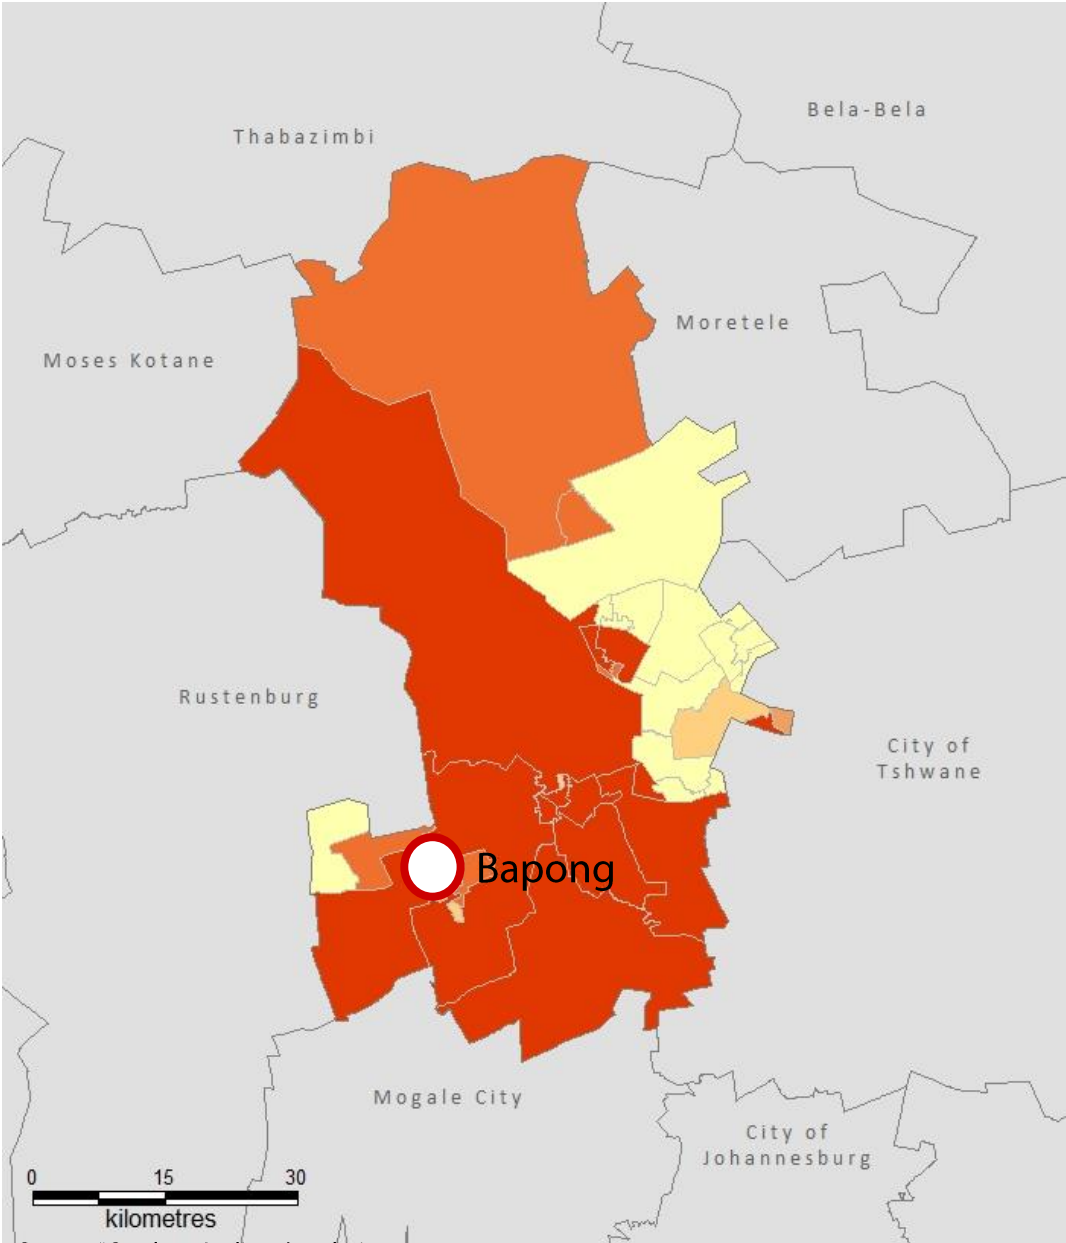 Bela-Bela
Thabazimbi
Moretele
Moses Kotane
Rustenburg
City of
Tshwane
Bapong
Mogale City
City of
Johannesburg
0 15 30
kilometres